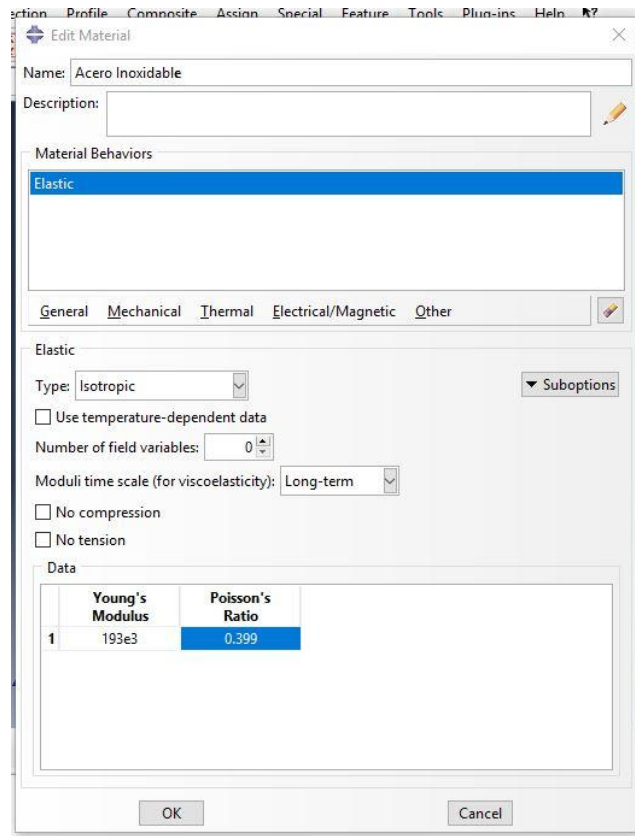 ection Profile Composite Assign Special Feature Tools Plug-ins Help ?
Edit Material
Name: Acero Inoxidable
Description:
Material Behaviors
Elastic
General Mechanical Thermal Electrical/Magnetic Other
Elastic
Type: Isotropic
Suboptions
Use temperature-dependent data
Number of field variables: 0
Moduli time scale (for viscoelasticity): Long-term
No compression
No tension
Data
Young's Poisson's
Modulus Ratio
1 193e3 0.399
OK Cancel